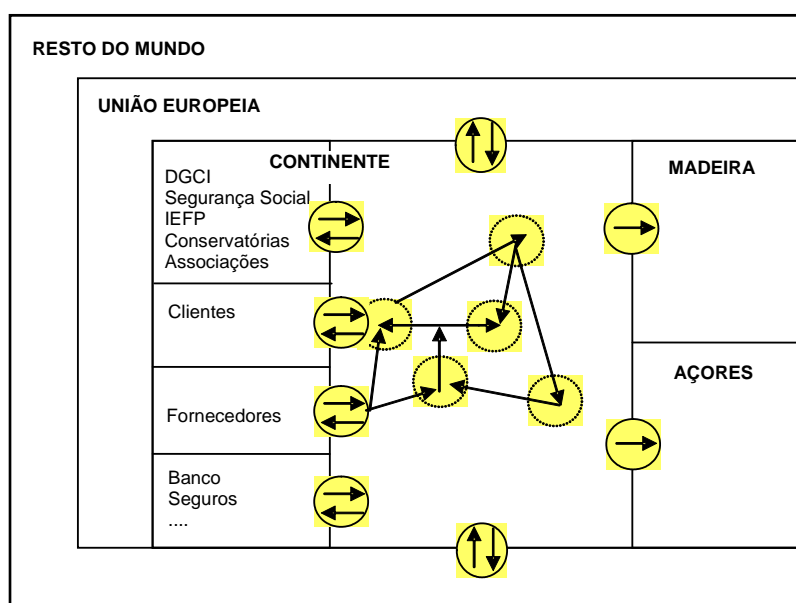 RESTO DO MUNDO
UNIÃO EUROPEIA
CONTINENTE
DGCI
Segurança Social
IEFP
Conservatórias
Associações
Clientes
Fornecedores
Banco
Seguros
....
MADEIRA
AÇORES